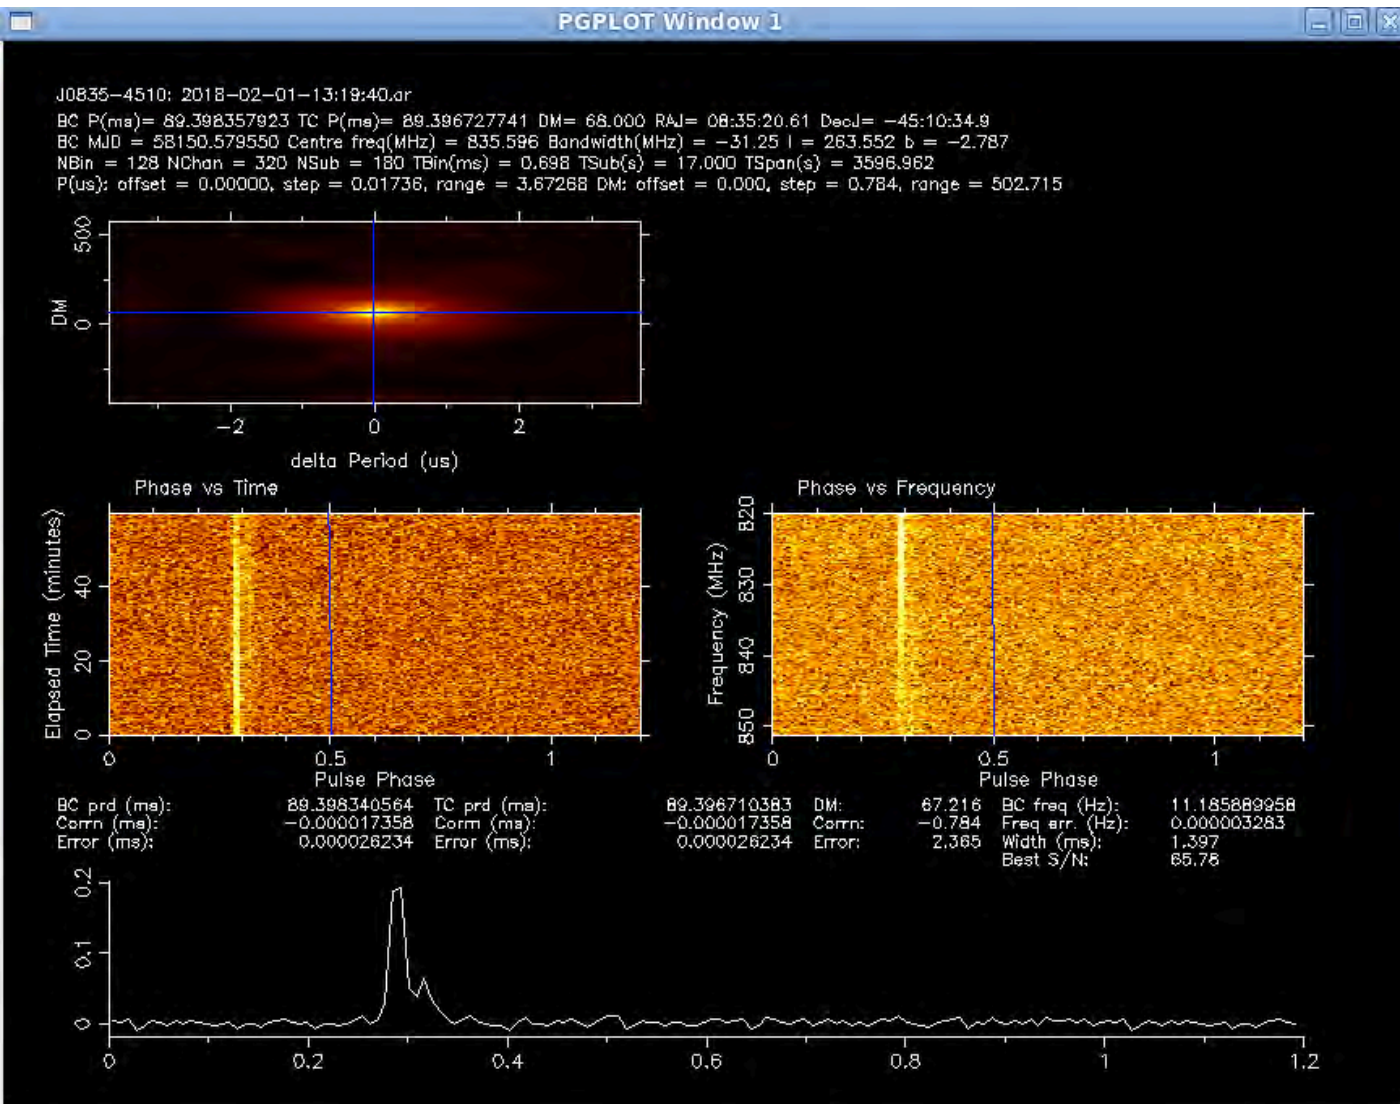 PGPLOT Window 1
J0835-4510: 2018-02-01-13:19:40.ar
BC P(ms)= 89.398357923 TC P(ms)= 89.396727741 DM= 68.000 RAJ= 08:35:20.61 DecJ= -45:10:34.9
BC MJD = 58150.579550 Centre freq(MHz) = 835.596 Bandwidth(MHz) = -31.25 l = 263.552 b = -2.787
NBin = 128 NChan = 320 NSub = 180 TBin(ms) = 0.698 TSub(s) = 17.000 TSpan(s) = 3596.962
P(us): offset = 0.00000, step = 0.01736, range = 3.67268 DM: offset = 0.000, step = 0.784, range = 502.715
500
0
DM
-2 0 2
delta Period (us)
Phase vs Time
Elapsed Time (minutes)
40
20
0
0 0.5 1
Pulse Phase
Phase vs Frequency
Frequency (MHz)
820
830
840
850
0 0.5 1
Pulse Phase
BC prd (ms): 89.398340564 TC prd (ms): 89.396710383 DM: 67.216 BC freq (Hz): 11.185889958
Corrn (ms): -0.000017358 Corrn (ms): -0.000017358 Corrn: -0.784 Freq err. (Hz): 0.000003283
Error (ms): 0.000026234 Error (ms): 0.000026234 Error: 2.365 Width (ms): 1.397
Best S/N: 65.78
0.2
0.1
0
0 0.2 0.4 0.6 0.8 1 1.2